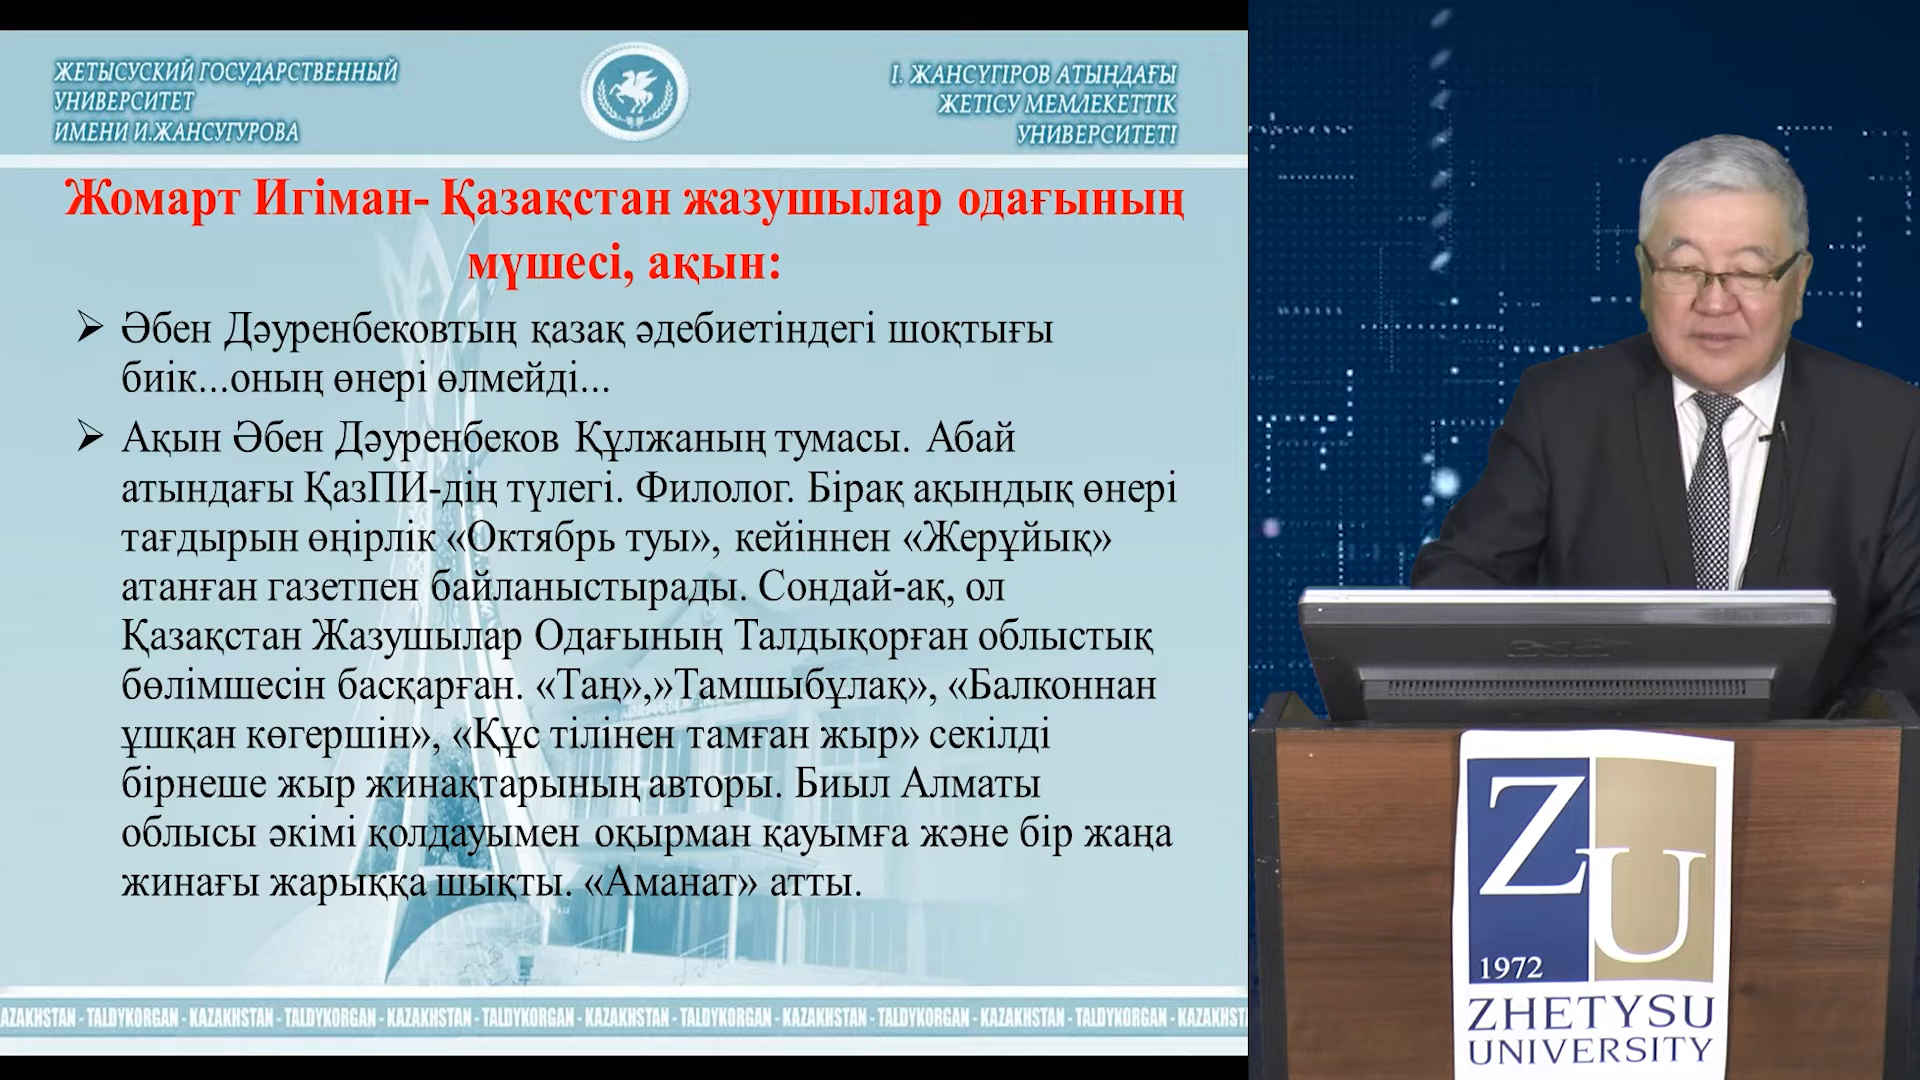 ЖЕТЫСУСКИЙ ГОСУДАРСТВЕННЫЙ
УНИВЕРСИТЕТ
ИМЕНИ И.ЖАНСУГУРОВА
І. ЖАНСҮГІРОВ АТЫНДАҒЫ
ЖЕТІСУ МЕМЛЕКЕТТІК
УНИВЕРСИТЕТІ
Жомарт Игіман- Қазақстан жазушылар одағының
мүшесі, ақын:
Әбен Дәуренбековтың қазақ әдебиетіндегі шоқтығы
биік...оның өнері өлмейді...
Ақын Әбен Дәуренбеков Құлжаның тумасы. Абай
атындағы ҚазПИ-дің түлегі. Филолог. Бірақ ақындық өнері
тағдырын өңірлік «Октябрь туы», кейіннен «Жерұйық»
атанған газетпен байланыстырады. Сондай-ақ, ол
Қазақстан Жазушылар Одағының Талдықорған облыстық
бөлімшесін басқарған. «Таң»,»Тамшыбұлақ», «Балконнан
ұшқан көгершін», «Құс тілінен тамған жыр» секілді
бірнеше жыр жинақтарының авторы. Биыл Алматы
облысы әкімі қолдауымен оқырман қауымға және бір жаңа
жинағы жарыққа шықты. «Аманат» атты.
AZAKHSTAN - TALDYKORGAN - KAZAKHSTAN - TALDYKORGAN - KAZAKHSTAN - TALDYKORGAN - KAZAKHSTAN - TALDYKORGAN - KAZAKHSTAN - TALDYKORGAN - KAZAKHSTAN - TALDYKORGAN - KAZAKHST
ZU
1972
ZHETYSU
UNIVERSITY